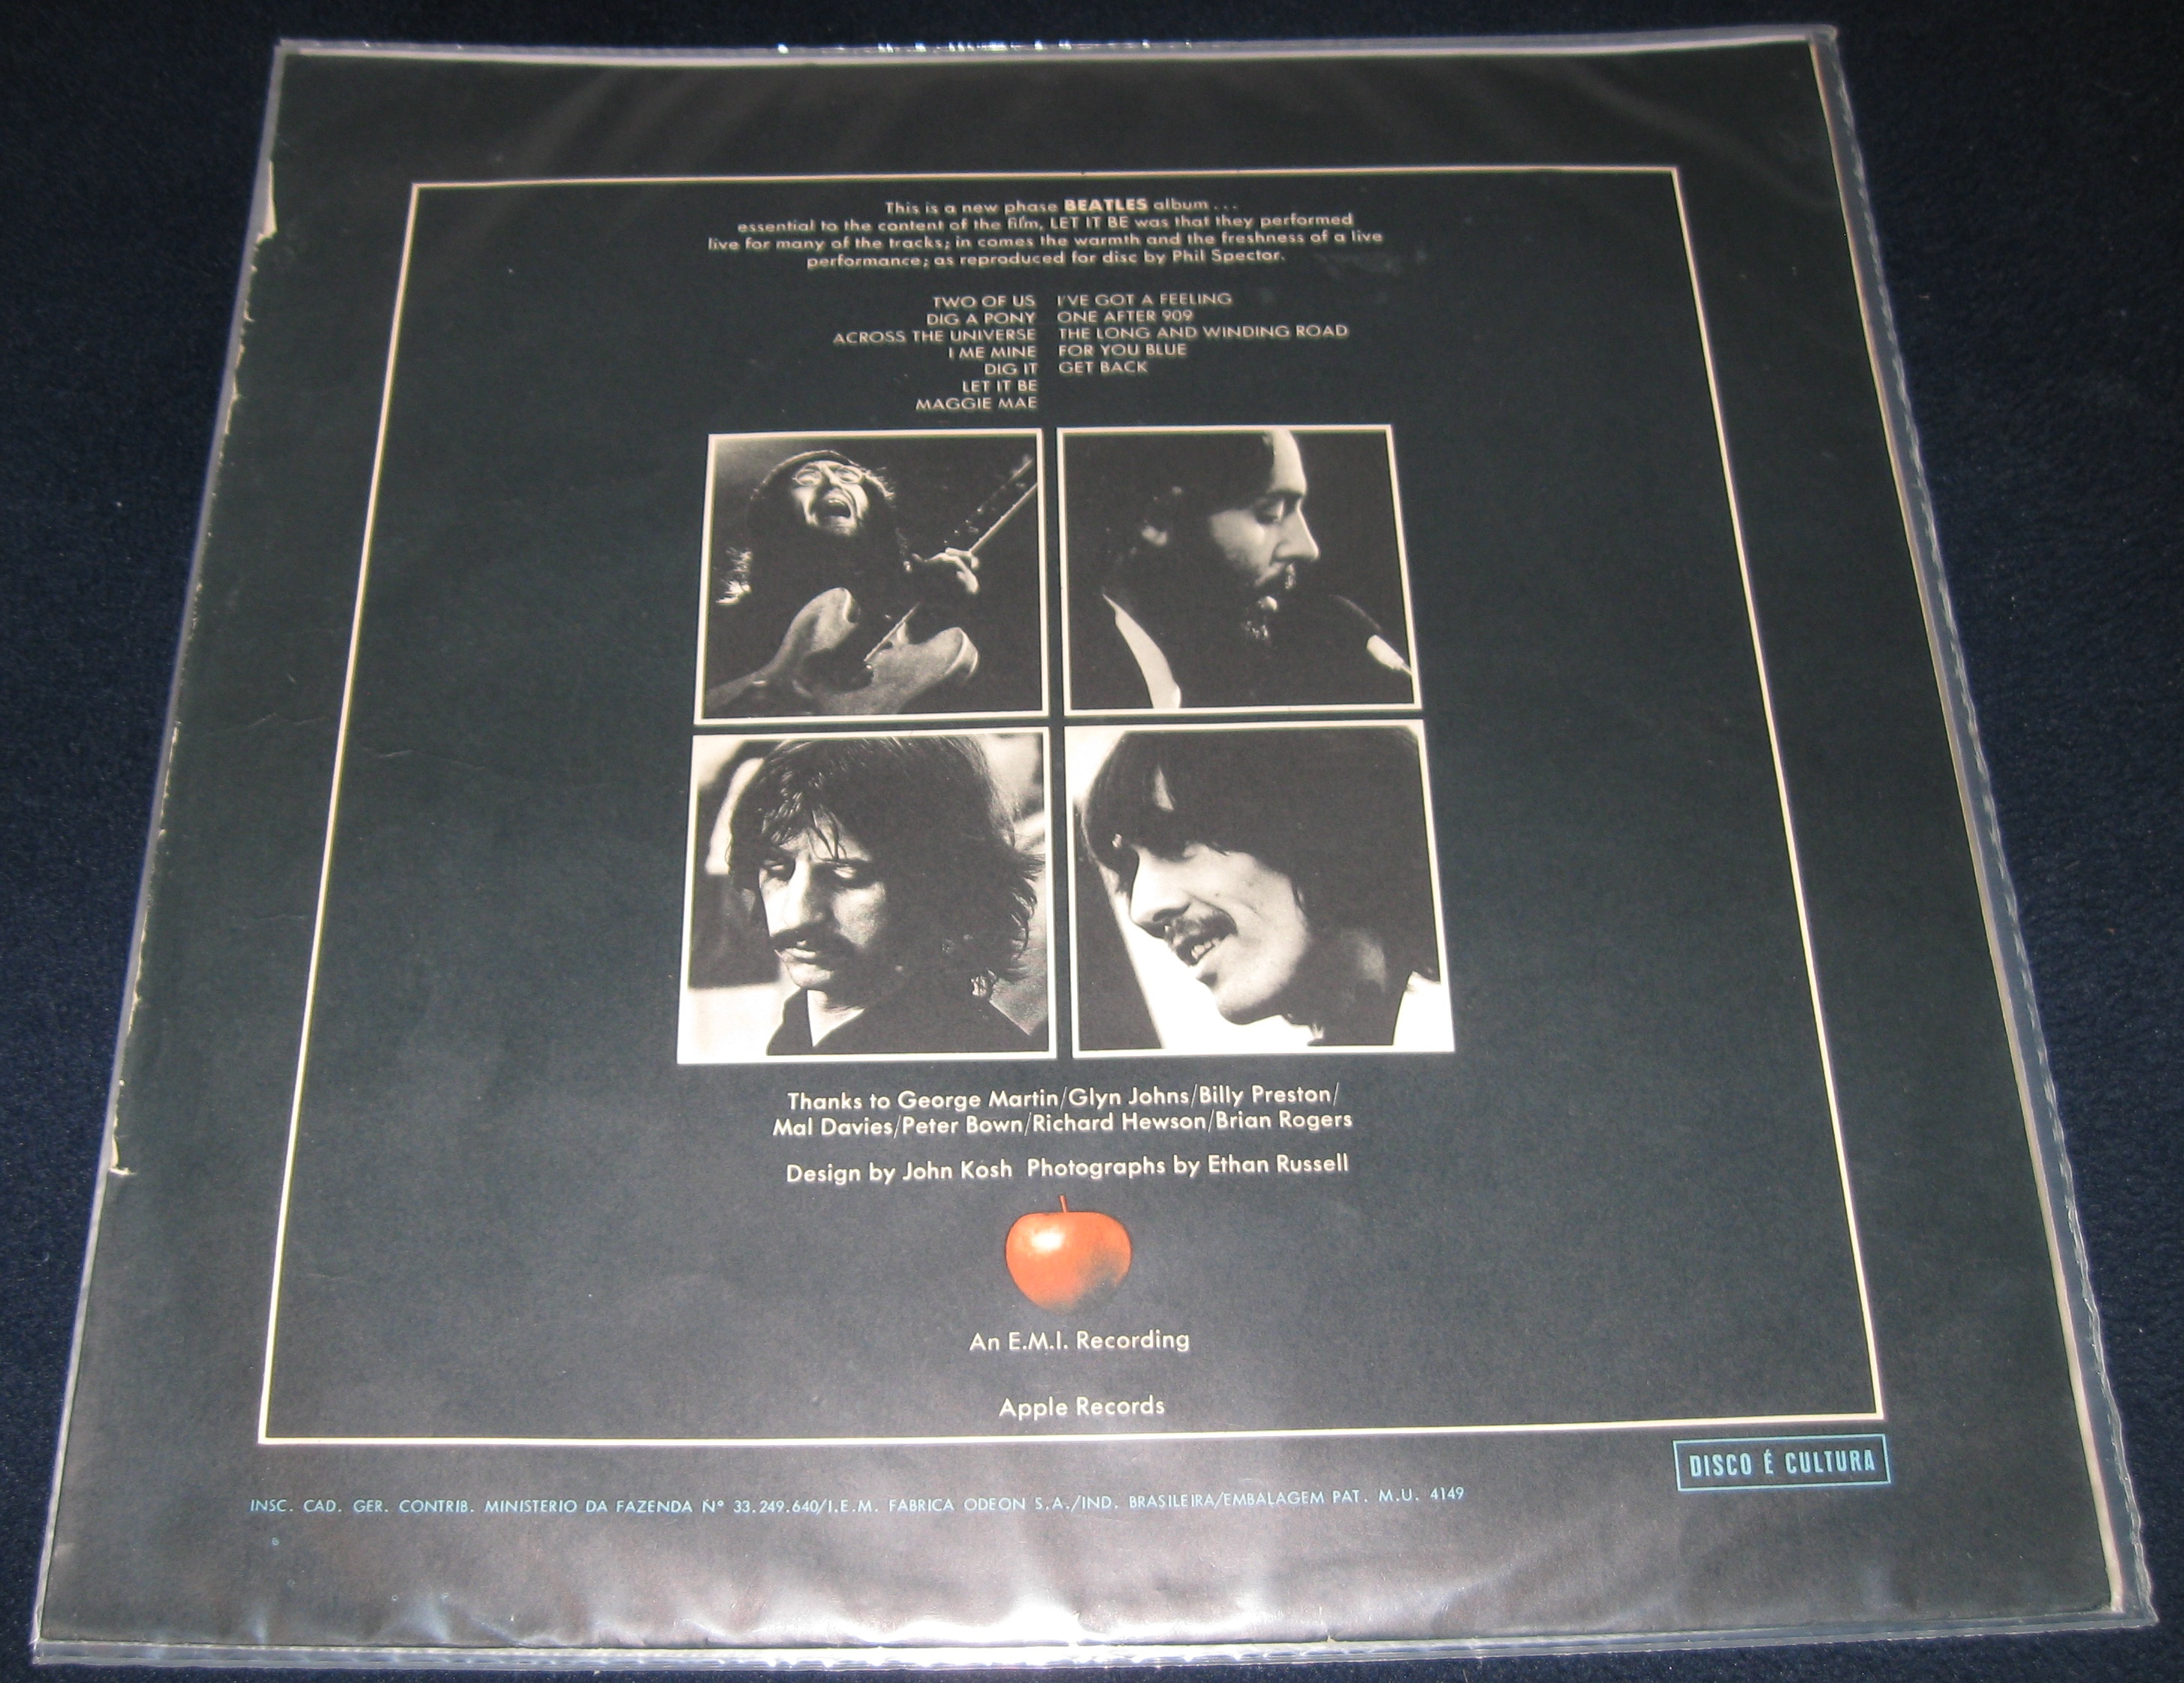 This is a new phase BEATLES album . . .
essential to the content of the film, LET IT BE was that they performed
live for many of the tracks; in comes the warmth and the freshness of a live
performance; as reproduced for disc by Phil Spector.
TWO OF US
DIG A PONY
ACROSS THE UNIVERSE
I ME MINE
DIG IT
LET IT BE
MAGGIE MAE
I'VE GOT A FEELING
ONE AFTER 909
THE LONG AND WINDING ROAD
FOR YOU BLUE
GET BACK
Thanks to George Martin/Glyn Johns/Billy Preston/
Mal Davies/Peter Bown/Richard Hewson/Brian Rogers
Design by John Kosh Photographs by Ethan Russell
An E.M.I. Recording
Apple Records
DISCO É CULTURA
INSC. CAD. GER. CONTRIB. MINISTERIO DA FAZENDA Nº 33.249.640/I.E.M. FABRICA ODEON S.A./IND. BRASILEIRA/EMBALAGEM PAT. M.U. 4149